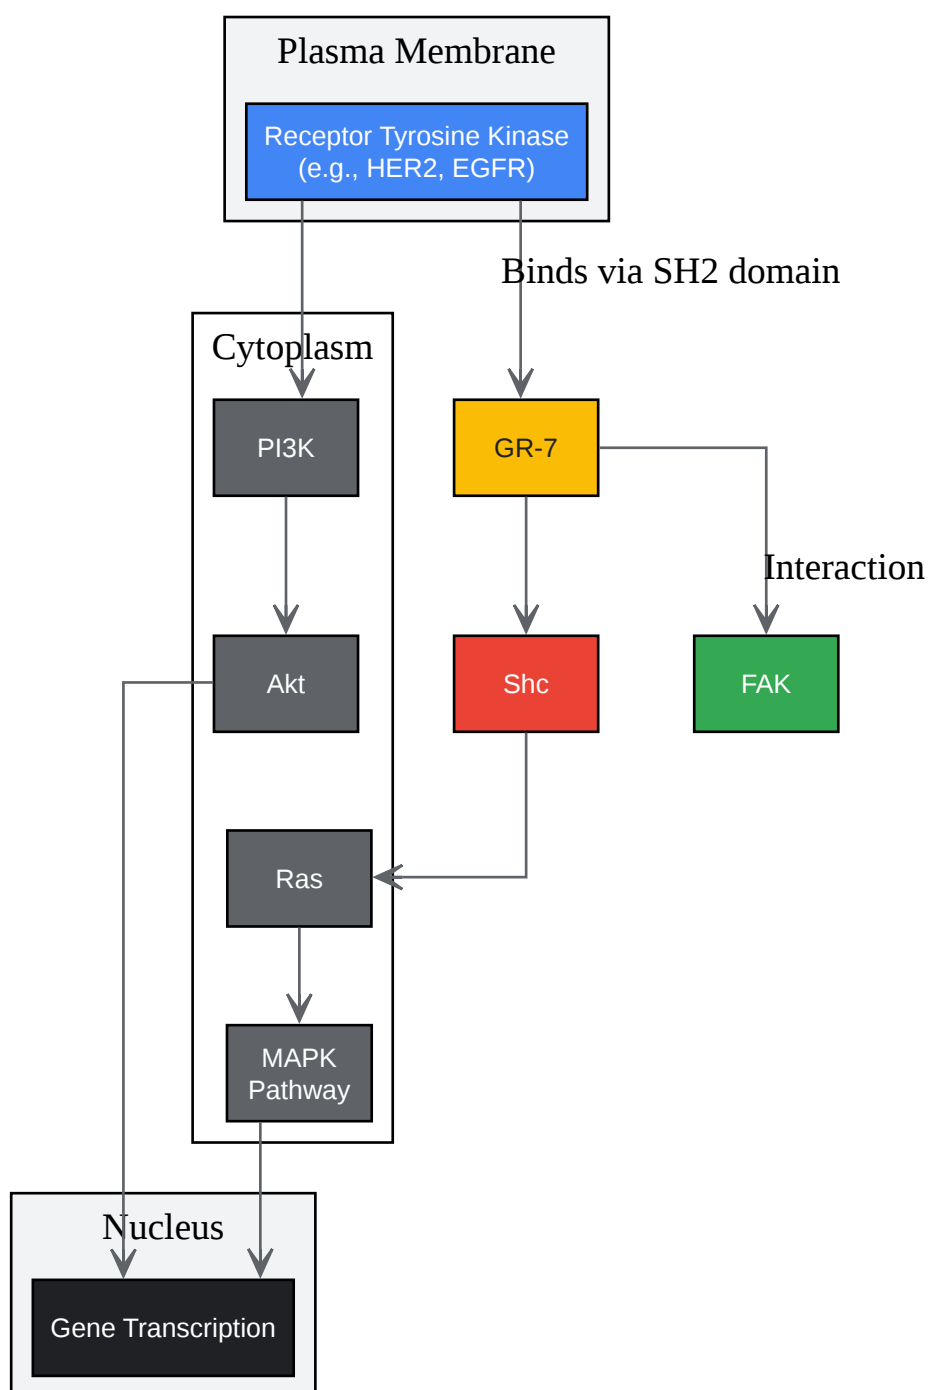 Plasma Membrane
Receptor Tyrosine Kinase
(e.g., HER2, EGFR)
Binds via SH2 domain
Cytoplasm
PI3K
GR-7
Interaction
Akt
Shc
FAK
Ras
MAPK
Pathway
Nucleus
Gene Transcription